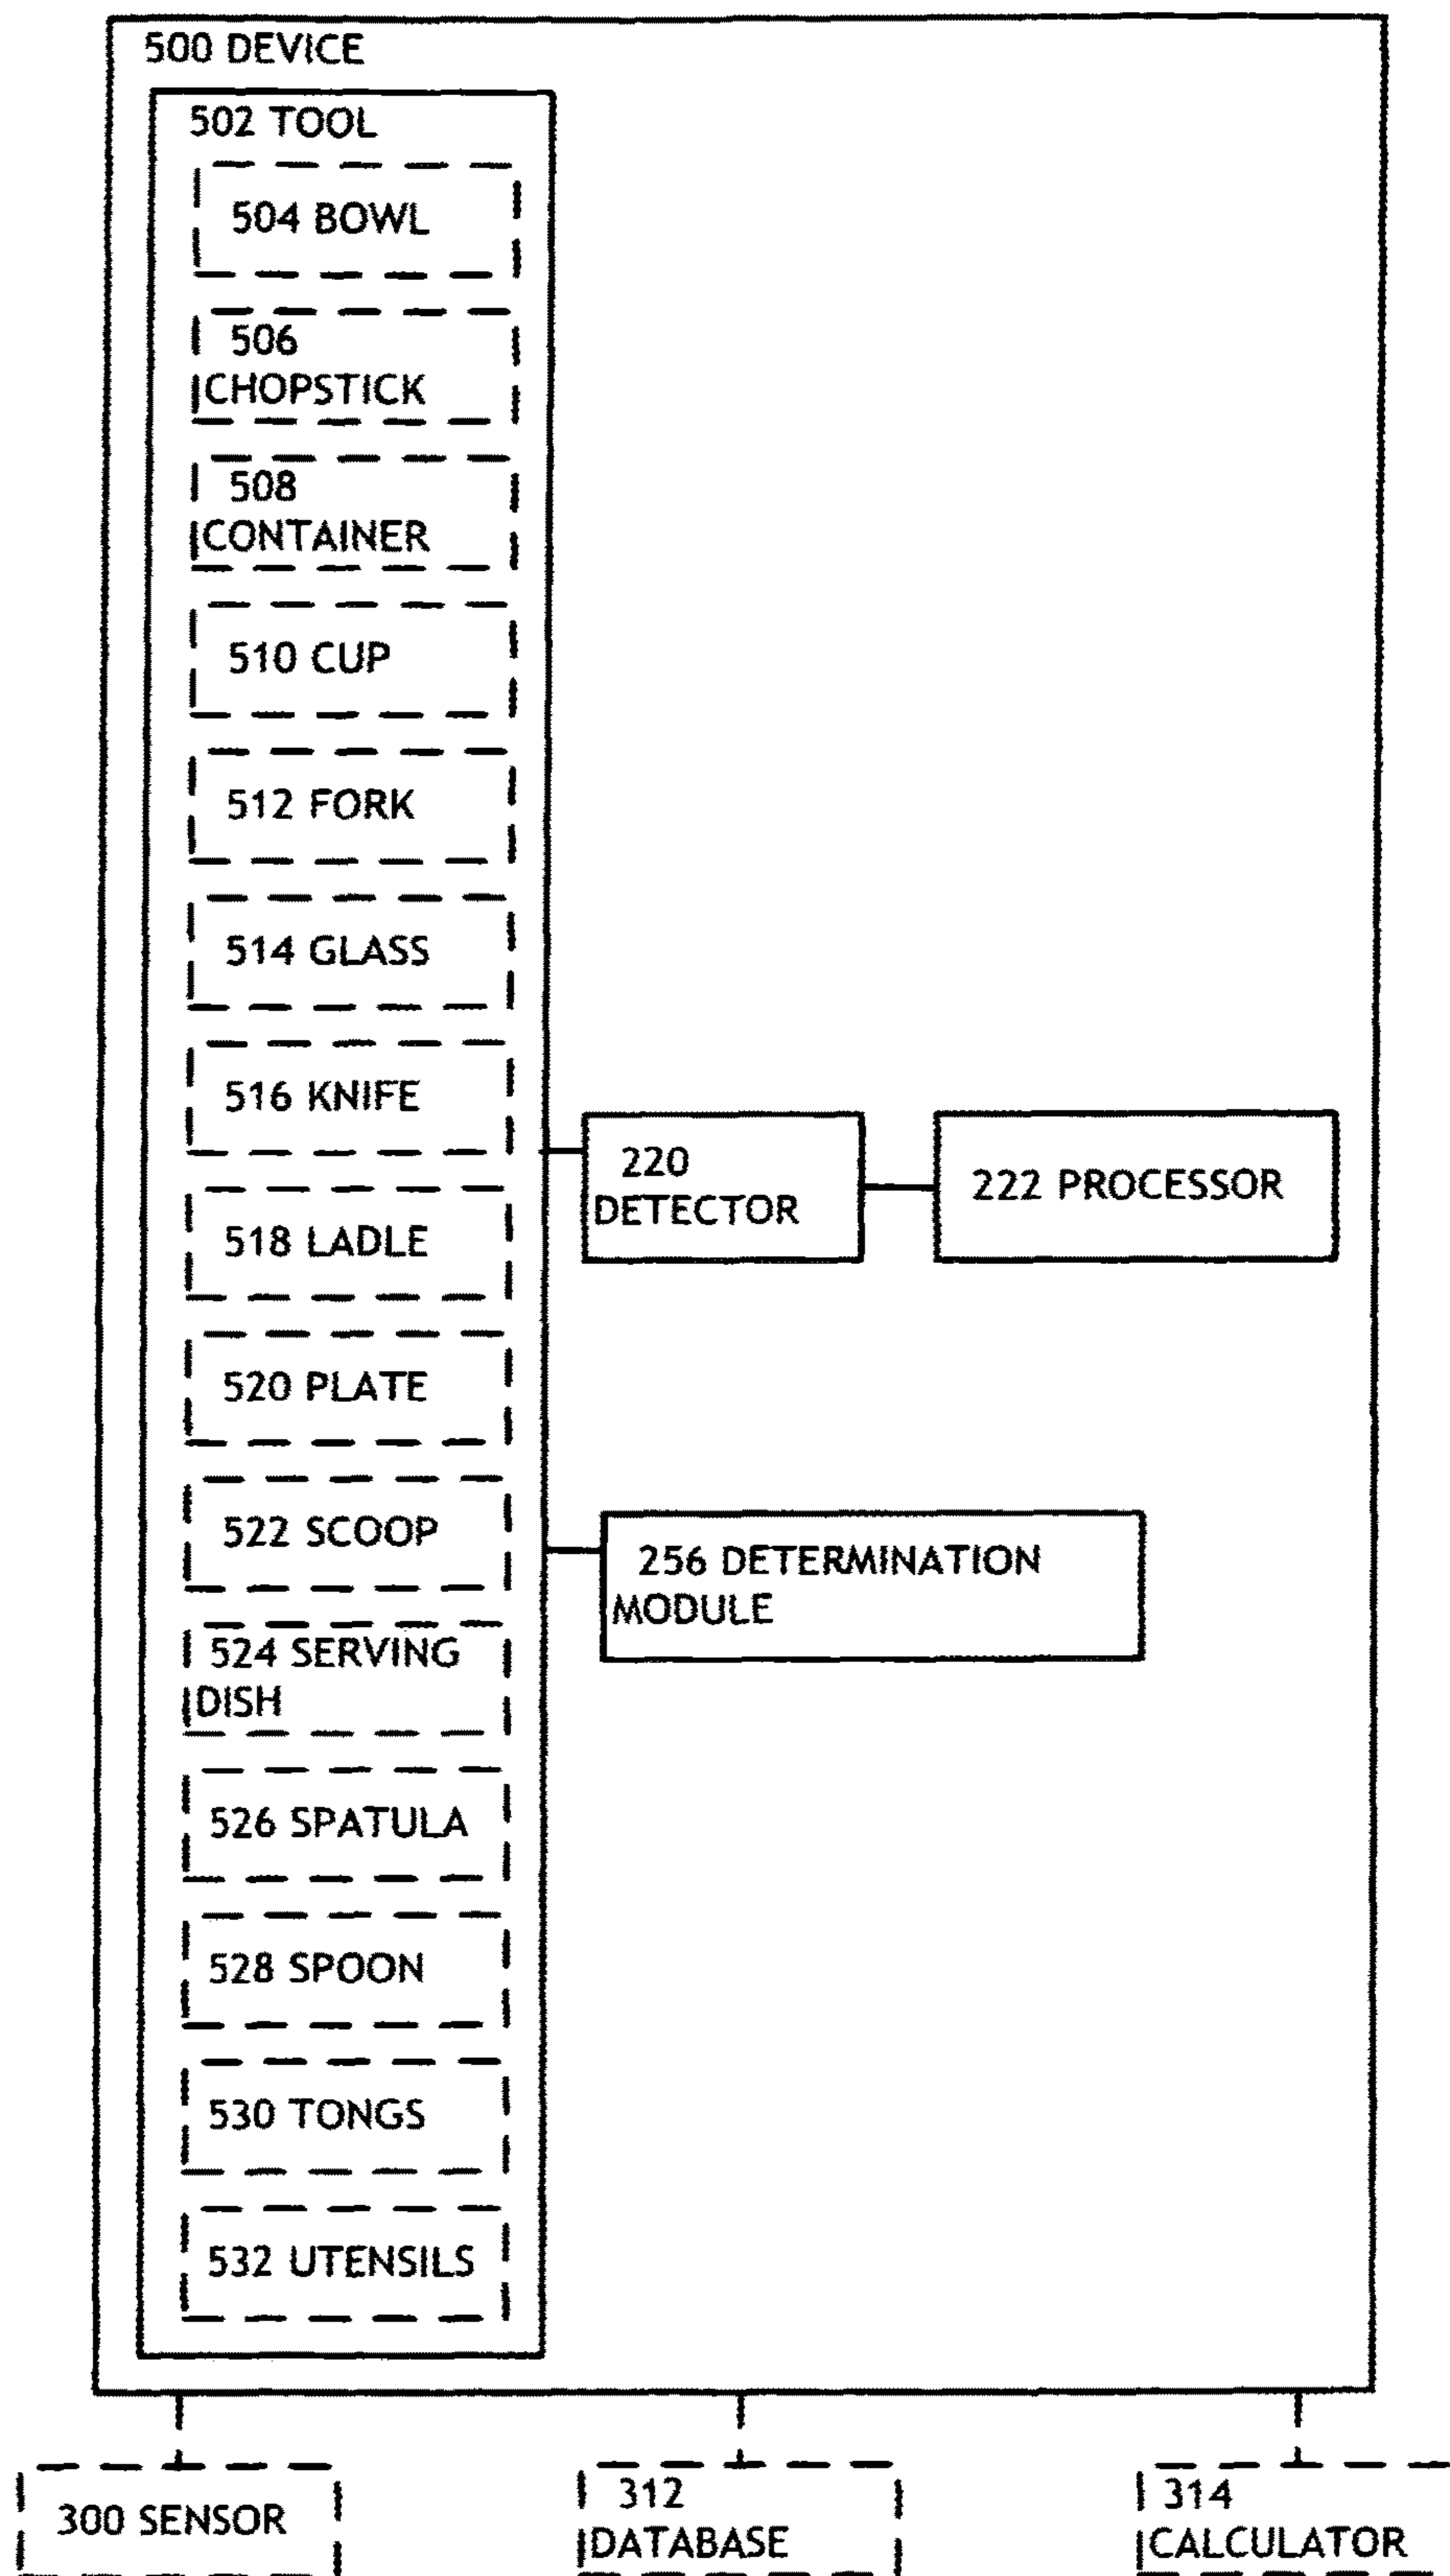 500 DEVICE
502 TOOL
504 BOWL
506
CHOPSTICK
508
CONTAINER
510 CUP
512 FORK
514 GLASS
516 KNIFE
518 LADLE
520 PLATE
522 SCOOP
524 SERVING
DISH
526 SPATULA
528 SPOON
530 TONGS
532 UTENSILS
220
DETECTOR
222 PROCESSOR
256 DETERMINATION
MODULE
300 SENSOR
312
DATABASE
314
CALCULATOR